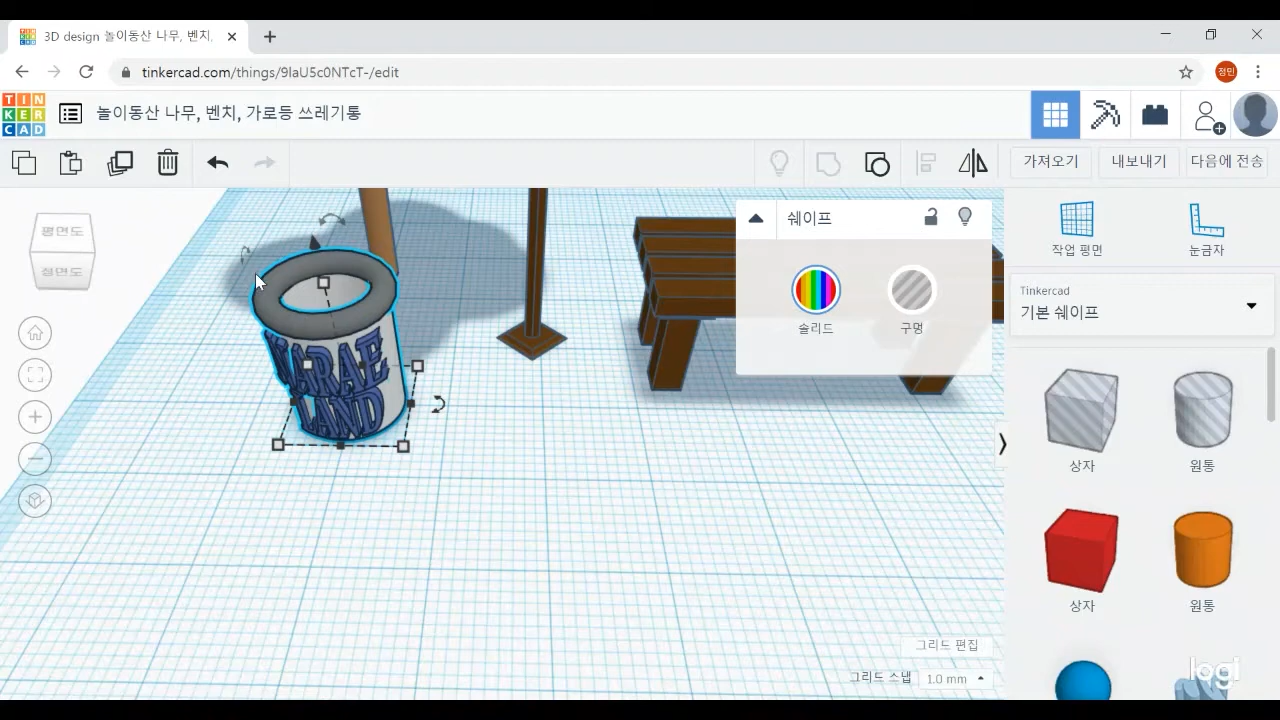 3D design 놀이동산 나무, 벤치,
tinkercad.com/things/9IaU5c0NTcT-/edit
정민
TIN
KER
CAD
놀이동산 나무, 벤치, 가로등 쓰레기통
가져오기
내보내기
다음에 전송
평면도
정면도
쉐이프
솔리드
구멍
작업 평면
눈금자
Tinkercad
기본 쉐이프
KARAE
LAND
상자
원통
상자
원통
그리드 편집
그리드 스냅
1.0 mm
logi